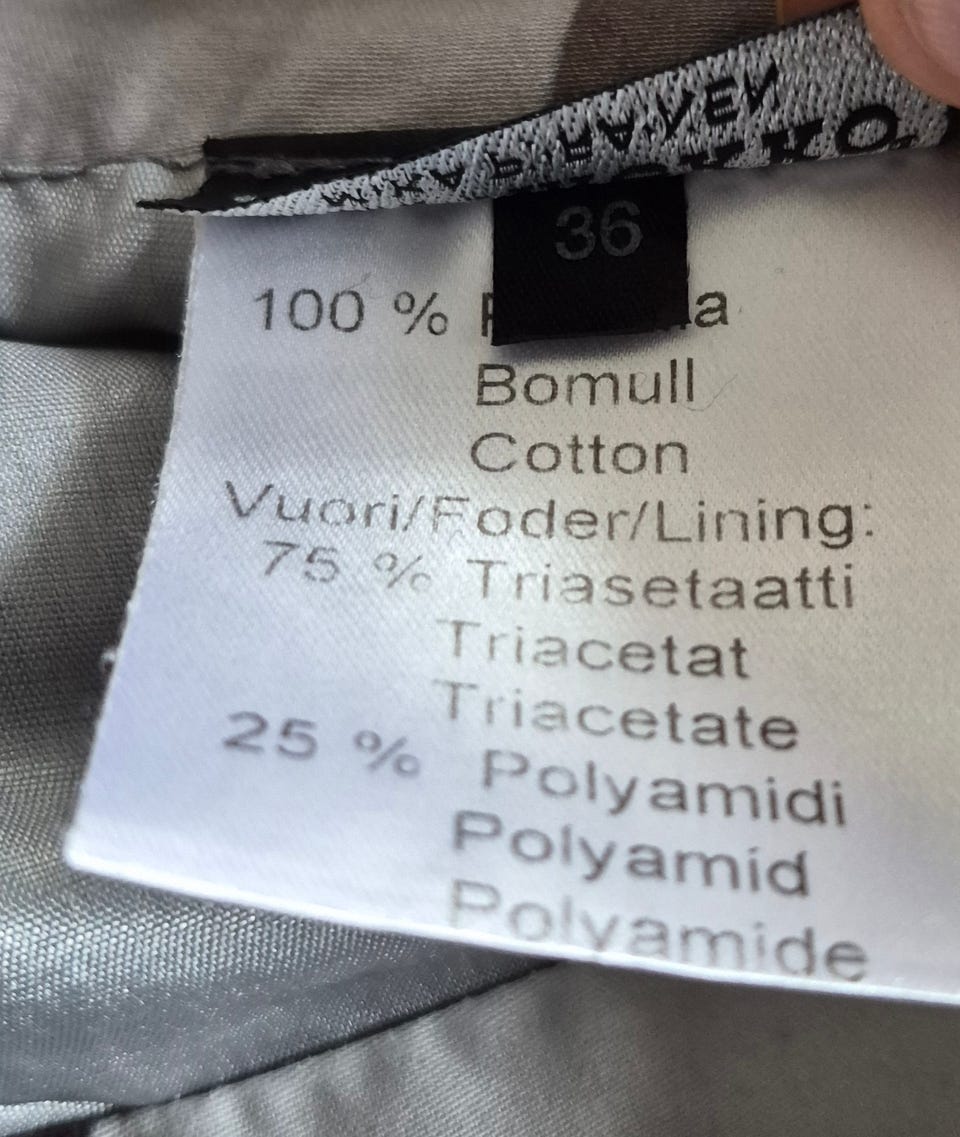 36
100 %
Bomull
Cotton
Vuori/Foder/Lining:
75 % Triasetaatti
Triacetat
Triacetate
25 % Polyamidi
Polyamid
Polyamide